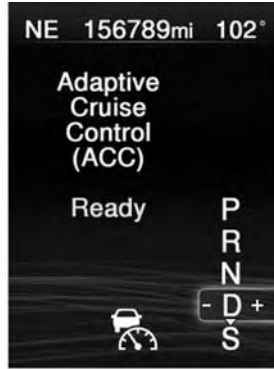 NE 156789mi 102°
Adaptive
Cruise
Control
(ACC)
Ready
P
R
N
- D +
S